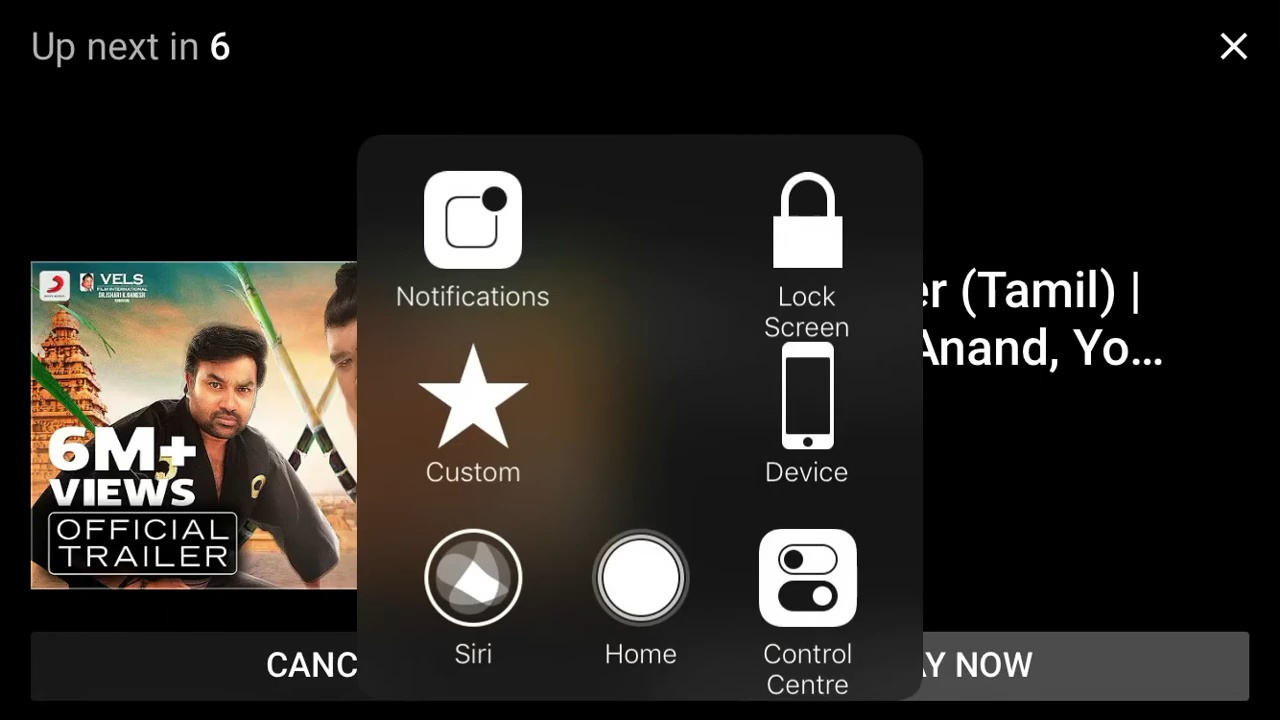 Up next in 6
Notifications
Lock
Screen
VELS
er (Tamil) |
Anand, Yo...
6M+
VIEWS
OFFICIAL
TRAILER
Custom
Device
CANC
Siri
Home
Control
Centre
AY NOW